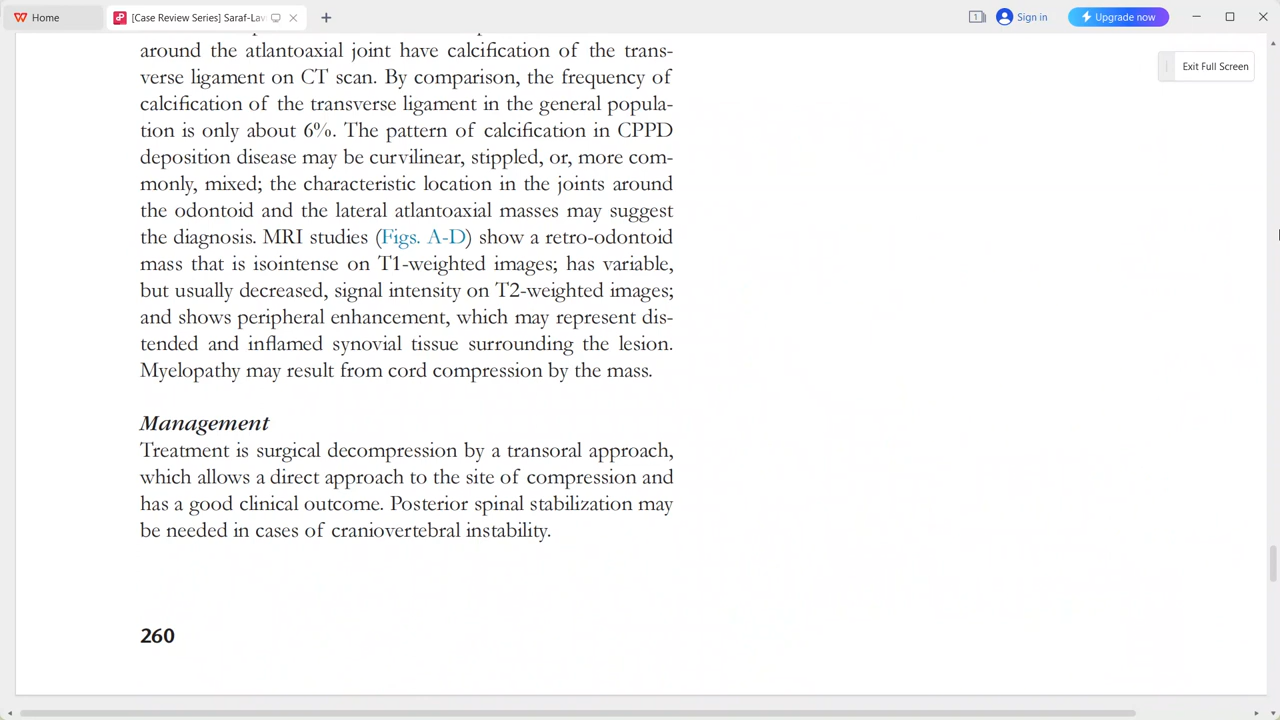 Home
[Case Review Series] Saraf-Lav
1
Sign in
Upgrade now
Exit Full Screen
around the atlantoaxial joint have calcification of the trans-
verse ligament on CT scan. By comparison, the frequency of
calcification of the transverse ligament in the general popula-
tion is only about 6%. The pattern of calcification in CPPD
deposition disease may be curvilinear, stippled, or, more com-
monly, mixed; the characteristic location in the joints around
the odontoid and the lateral atlantoaxial masses may suggest
the diagnosis. MRI studies (Figs. A-D) show a retro-odontoid
mass that is isointense on T1-weighted images; has variable,
but usually decreased, signal intensity on T2-weighted images;
and shows peripheral enhancement, which may represent dis-
tended and inflamed synovial tissue surrounding the lesion.
Myelopathy may result from cord compression by the mass.
Management
Treatment is surgical decompression by a transoral approach,
which allows a direct approach to the site of compression and
has a good clinical outcome. Posterior spinal stabilization may
be needed in cases of craniovertebral instability.
260